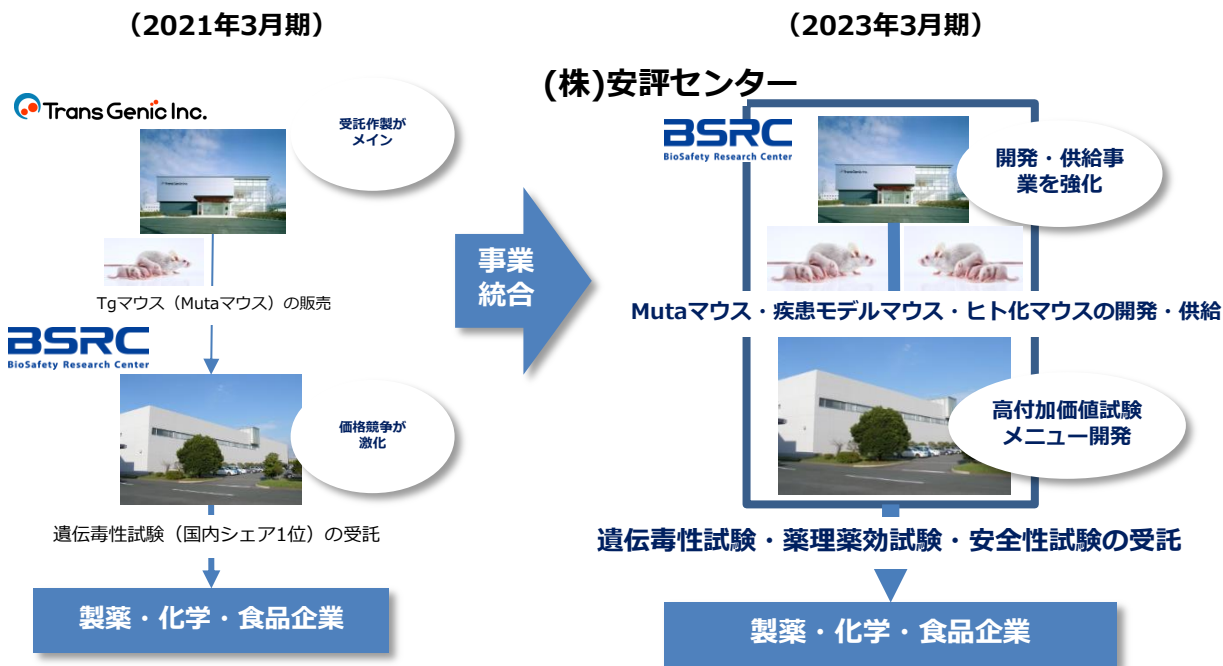 （2021年3月期）
Trans Genic Inc.
受託作製が
メイン
Tgマウス（Mutaマウス）の販売
BSRC
BioSafety Research Center
価格競争が
激化
遺伝毒性試験（国内シェア1位）の受託
製薬・化学・食品企業
事業
統合
（2023年3月期）
(株)安評センター
BSRC
BioSafety Research Center
開発・供給事
業を強化
Mutaマウス・疾患モデルマウス・ヒト化マウスの開発・供給
高付加価値試験
メニュー開発
遺伝毒性試験・薬理薬効試験・安全性試験の受託
製薬・化学・食品企業